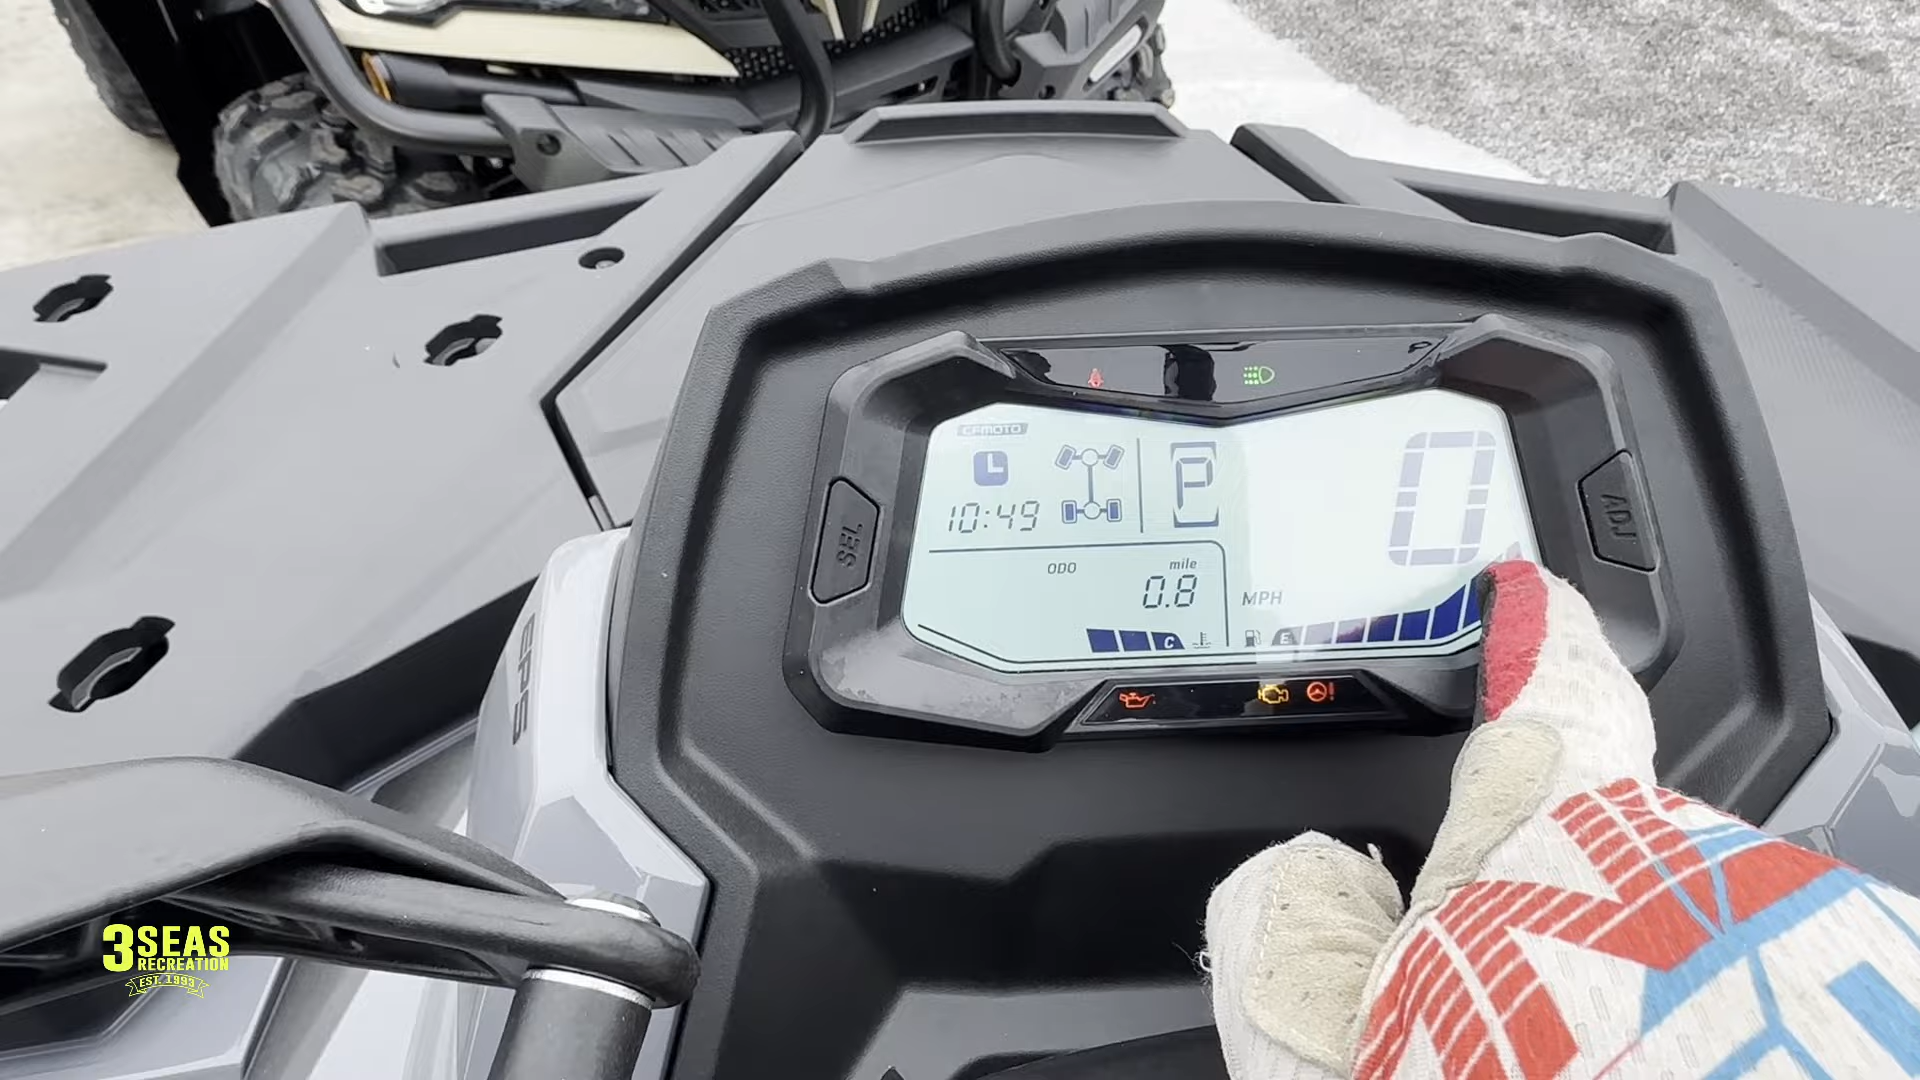 CFMOTO
10:49
P
0
SEL
ADJ
ODO
mile
0.8
MPH
C
E
EPS
3SEAS
RECREATION
EST. 1993